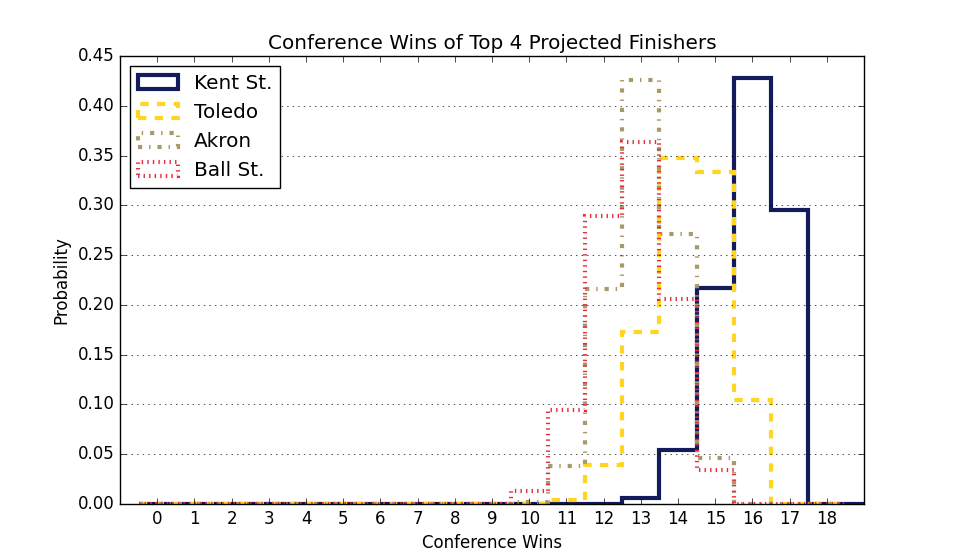 Conference Wins of Top 4 Projected Finishers
0.45
0.40
0.35
0.30
0.25
0.20
0.15
0.10
0.05
0.00
Probability
Kent St.
Toledo
Akron
Ball St.
0 1 2 3 4 5 6 7 8 9 10 11 12 13 14 15 16 17 18
Conference Wins